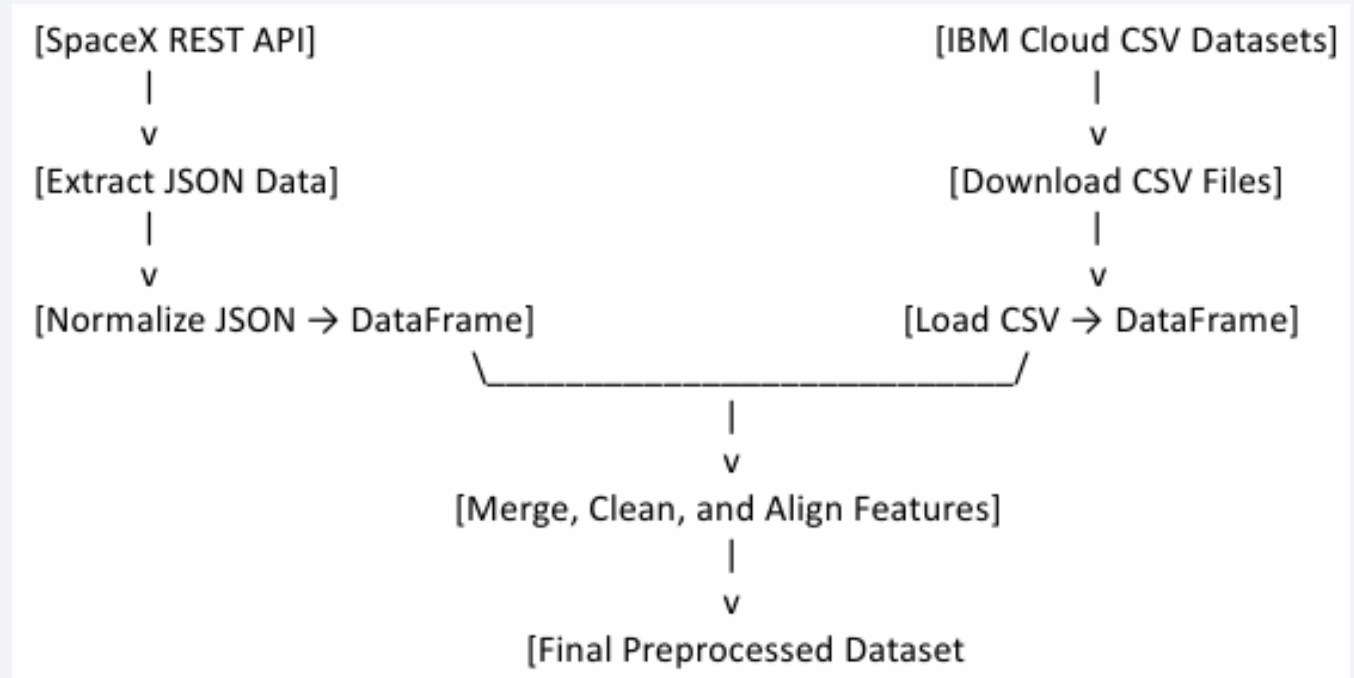 [SpaceX REST API] [IBM Cloud CSV Datasets]
| |
v v
[Extract JSON Data] [Download CSV Files]
| |
v v
[Normalize JSON → DataFrame] [Load CSV → DataFrame]
\____________________________/
|
v
[Merge, Clean, and Align Features]
|
v
[Final Preprocessed Dataset